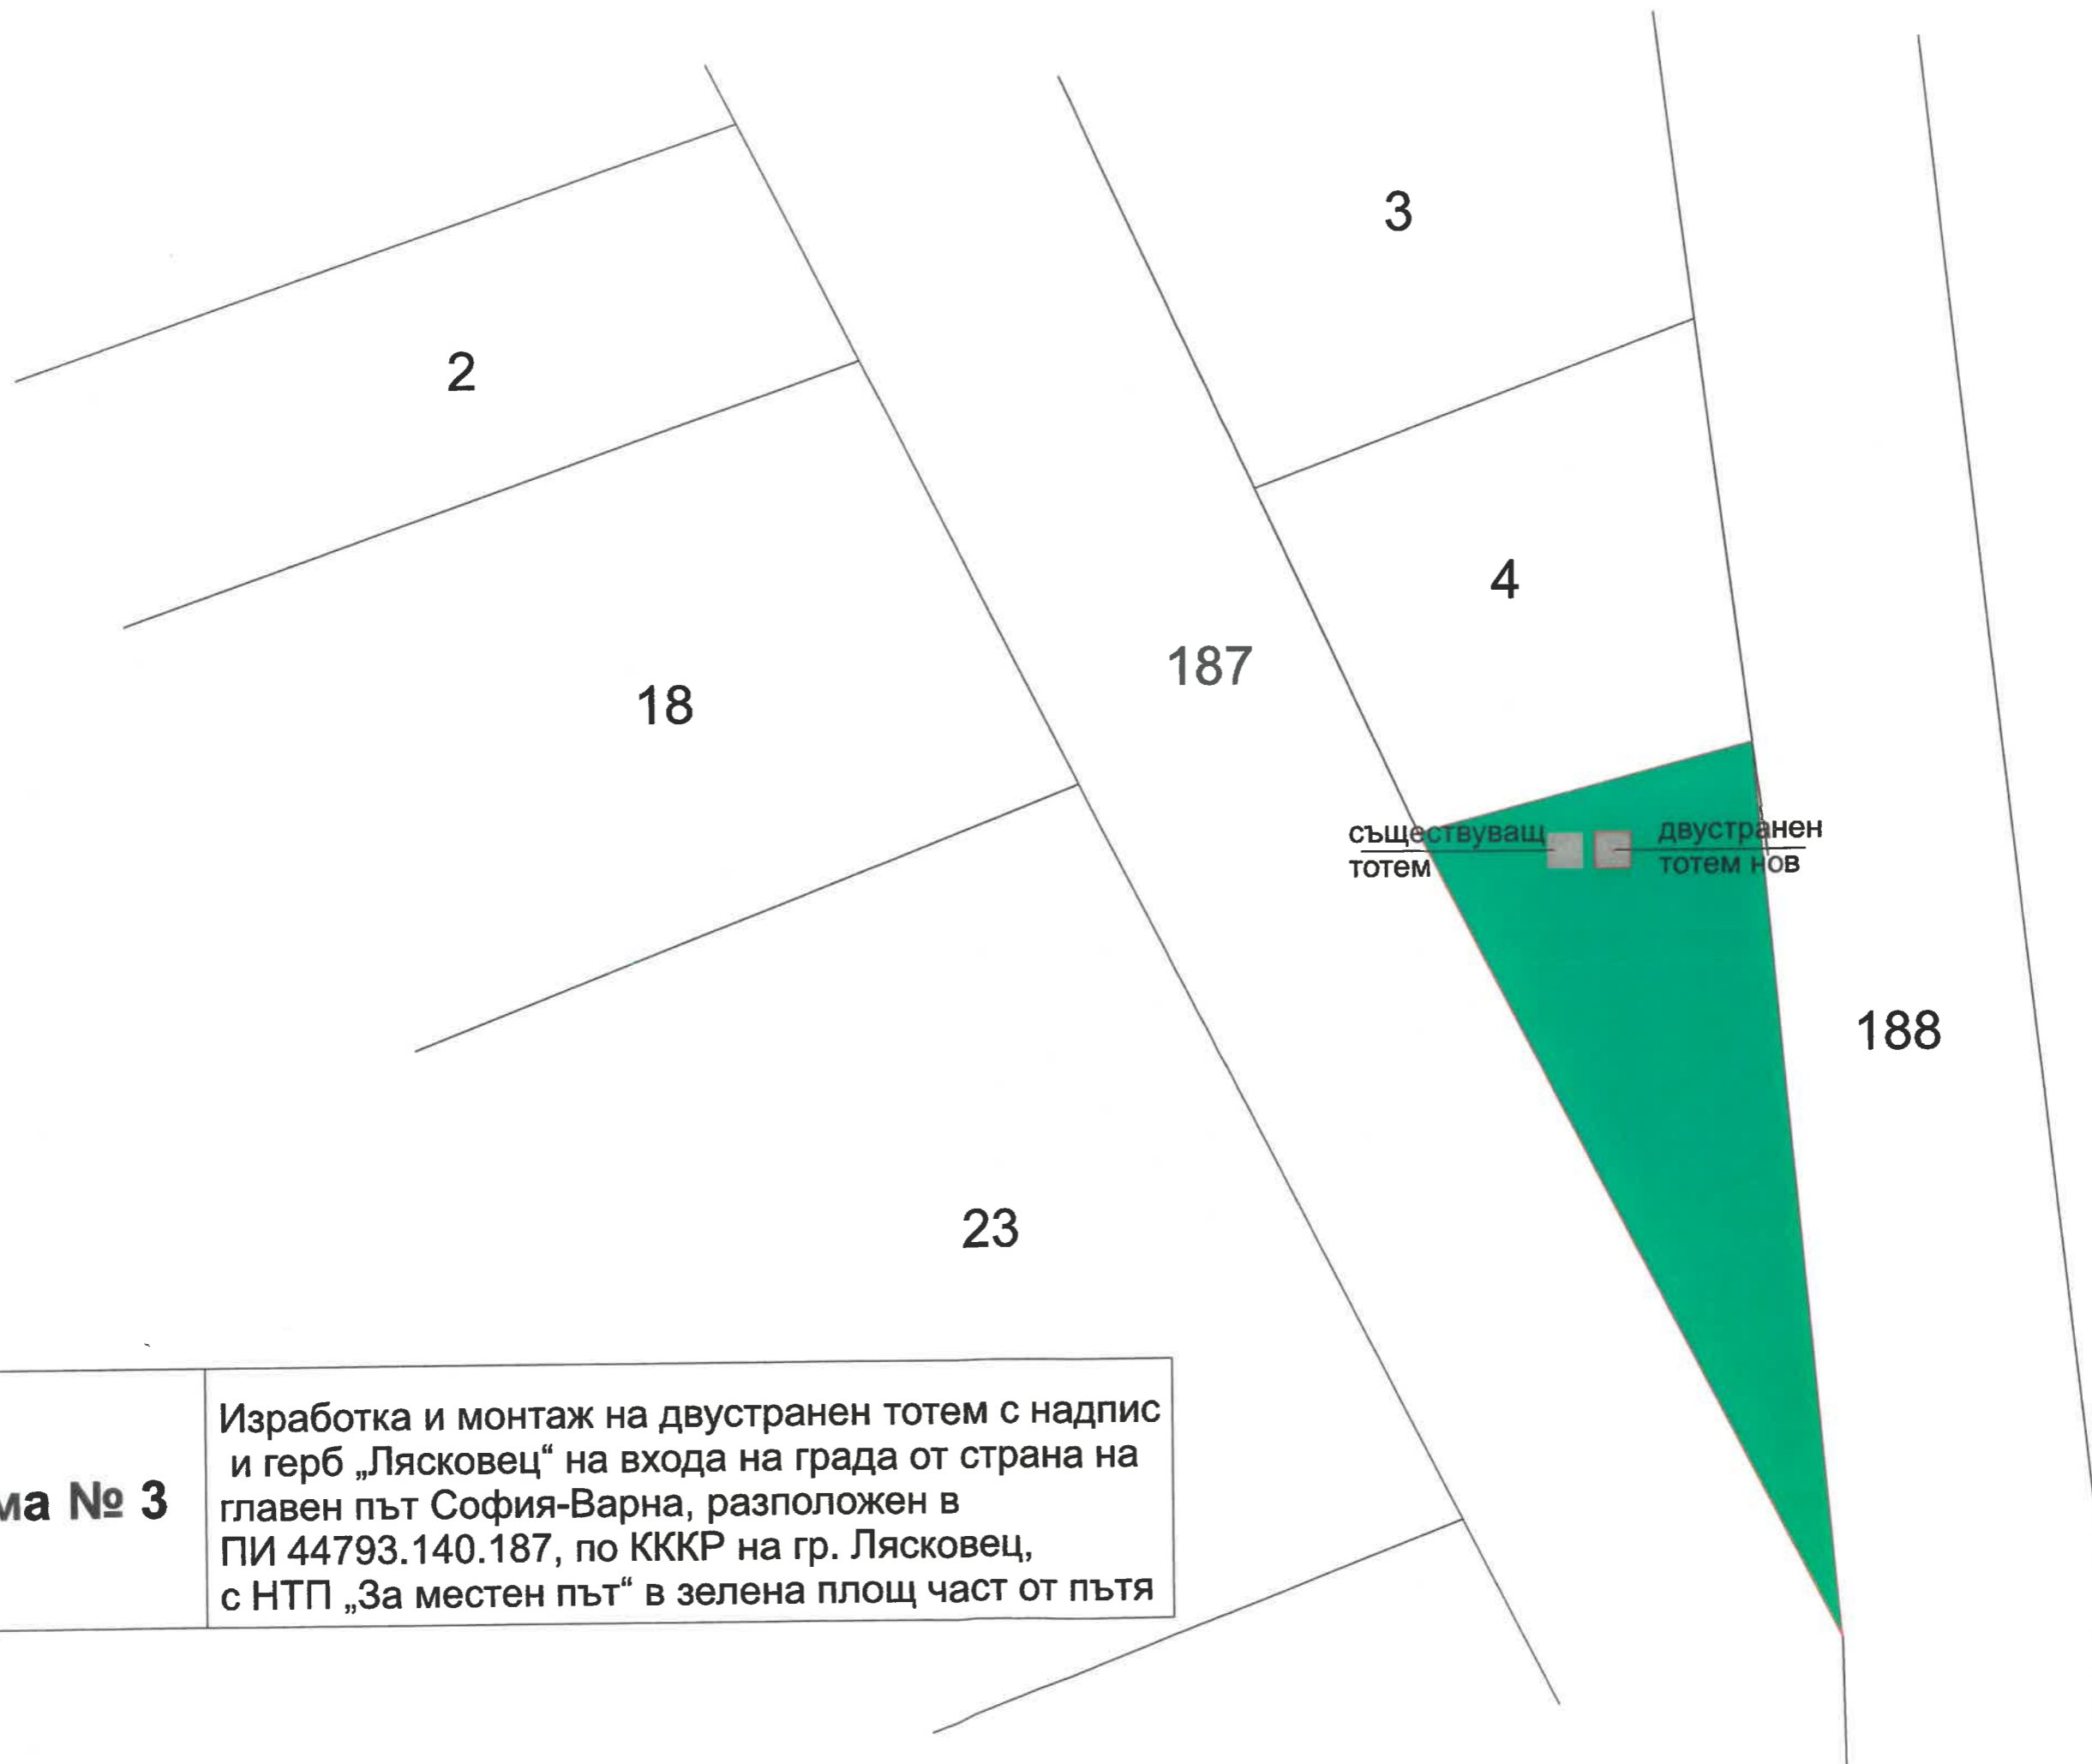 3
2
4
187
18
съществуващ
тотем
двустранен
тотем нов
188
23
ма № 3
Изработка и монтаж на двустранен тотем с надпис
и герб „Лясковец“ на входа на града от страна на
главен път София-Варна, разположен в
ПИ 44793.140.187, по КККР на гр. Лясковец,
с НТП „За местен път“ в зелена площ част от пътя